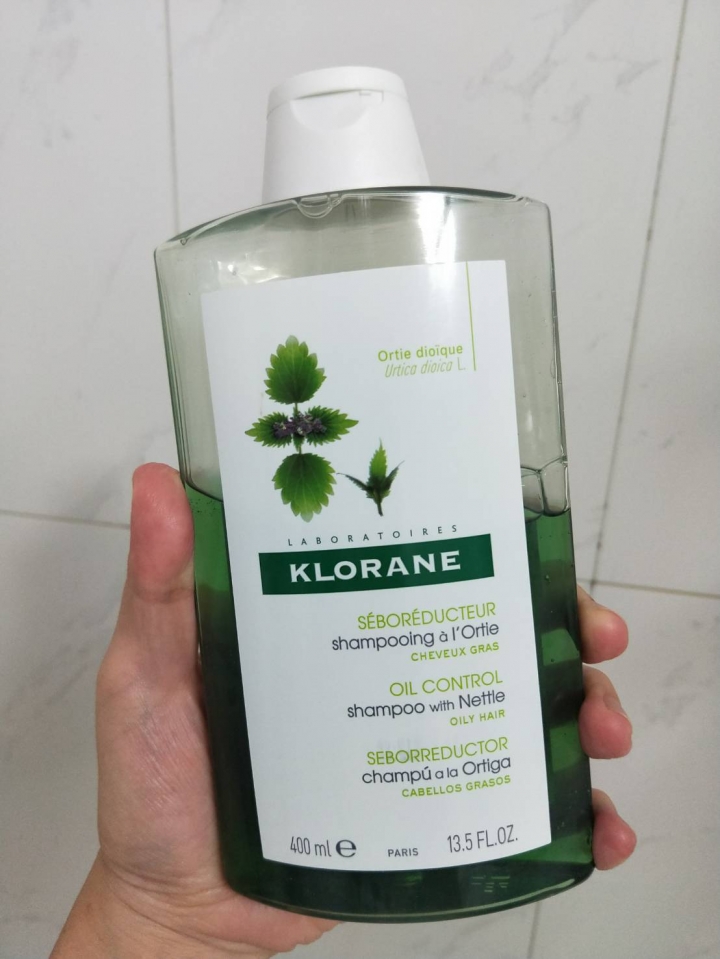 Ortie dioïque
Urtica dioica L.
LABORATOIRES
KLORANE
SÉBORÉDUCTEUR
shampooing à l'Ortie
CHEVEUX GRAS
OIL CONTROL
shampoo with Nettle
OILY HAIR
SEBORREDUCTOR
champú a la Ortiga
CABELLOS GRASOS
400 ml ℮ PARIS 13.5 FL.OZ.